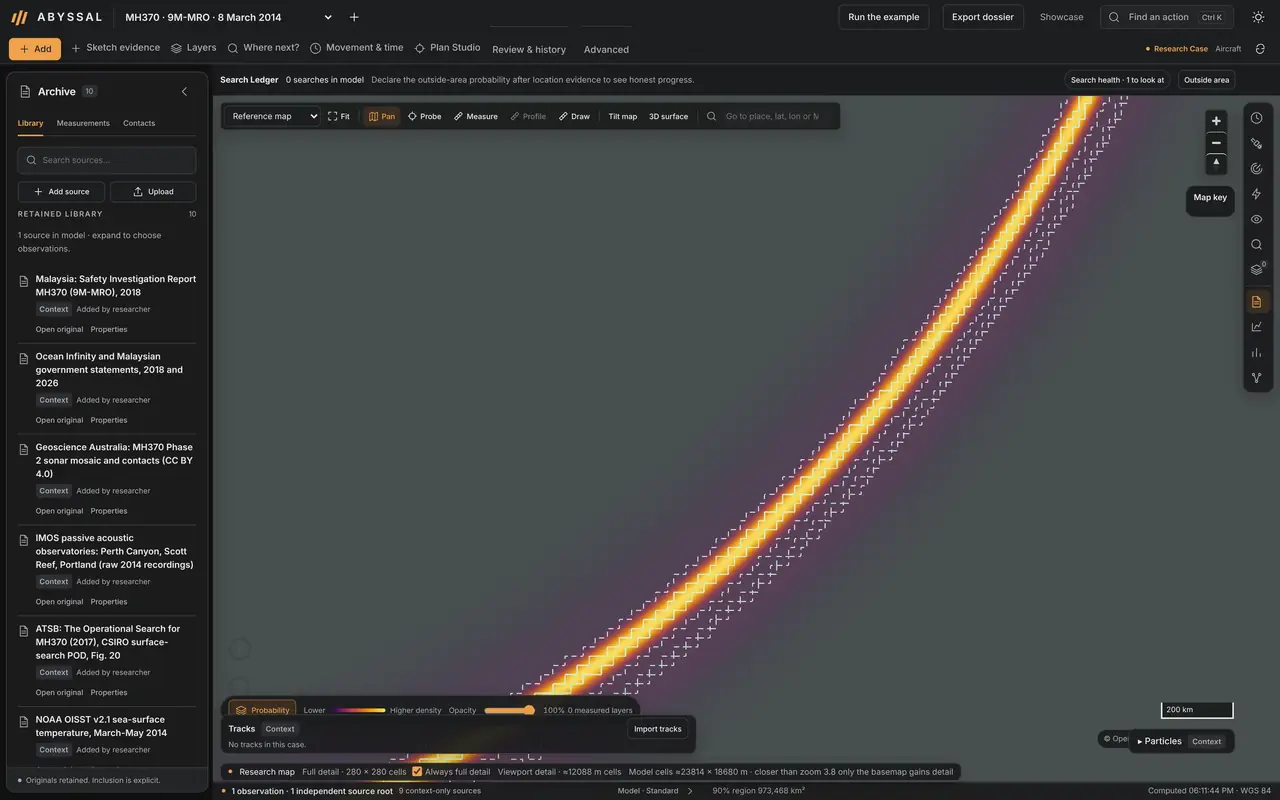 ABYSSAL
MH370 · 9M-MRO · 8 March 2014
Run the example
Export dossier
Showcase
Find an action
Ctrl K
Add
Sketch evidence
Layers
Where next?
Movement & time
Plan Studio
Review & history
Advanced
Research Case
Aircraft
Archive 10
Library
Measurements
Contacts
Search sources...
Add source
Upload
RETAINED LIBRARY 10
1 source in model · expand to choose
observations.
Malaysia: Safety Investigation Report
MH370 (9M-MRO), 2018
Context Added by researcher
Open original Properties
Ocean Infinity and Malaysian
government statements, 2018 and
2026
Context Added by researcher
Open original Properties
Geoscience Australia: MH370 Phase
2 sonar mosaic and contacts (CC BY
4.0)
Context Added by researcher
Open original Properties
IMOS passive acoustic
observatories: Perth Canyon, Scott
Reef, Portland (raw 2014 recordings)
Context Added by researcher
Open original Properties
ATSB: The Operational Search for
MH370 (2017), CSIRO surface-
search POD, Fig. 20
Context Added by researcher
Open original Properties
NOAA OISST v2.1 sea-surface
temperature, March-May 2014
Context Added by researcher
Originals retained. Inclusion is explicit.
Search Ledger 0 searches in model Declare the outside-area probability after location evidence to see honest progress.
Search health · 1 to look at
Outside area
Reference map
Fit
Pan
Probe
Measure
Profile
Draw
Tilt map
3D surface
Go to place, lat, lon or M
Map key
0
200 km
© Ope
Particles Context
Probability Lower Higher density Opacity 100% 0 measured layers
Tracks Context
Import tracks
No tracks in this case.
Research map Full detail · 280 × 280 cells Always full detail Viewport detail · ≈12088 m cells Model cells ≈23814 × 18680 m · closer than zoom 3.8 only the basemap gains detail
1 observation · 1 independent source root 9 context-only sources Model · Standard 90% region 973,468 km² Computed 06:11:44 PM · WGS 84